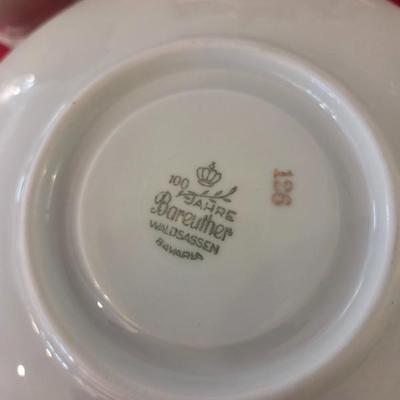 100
JAHRE
Bareuther
WALDSASSEN
BAVARIA
126